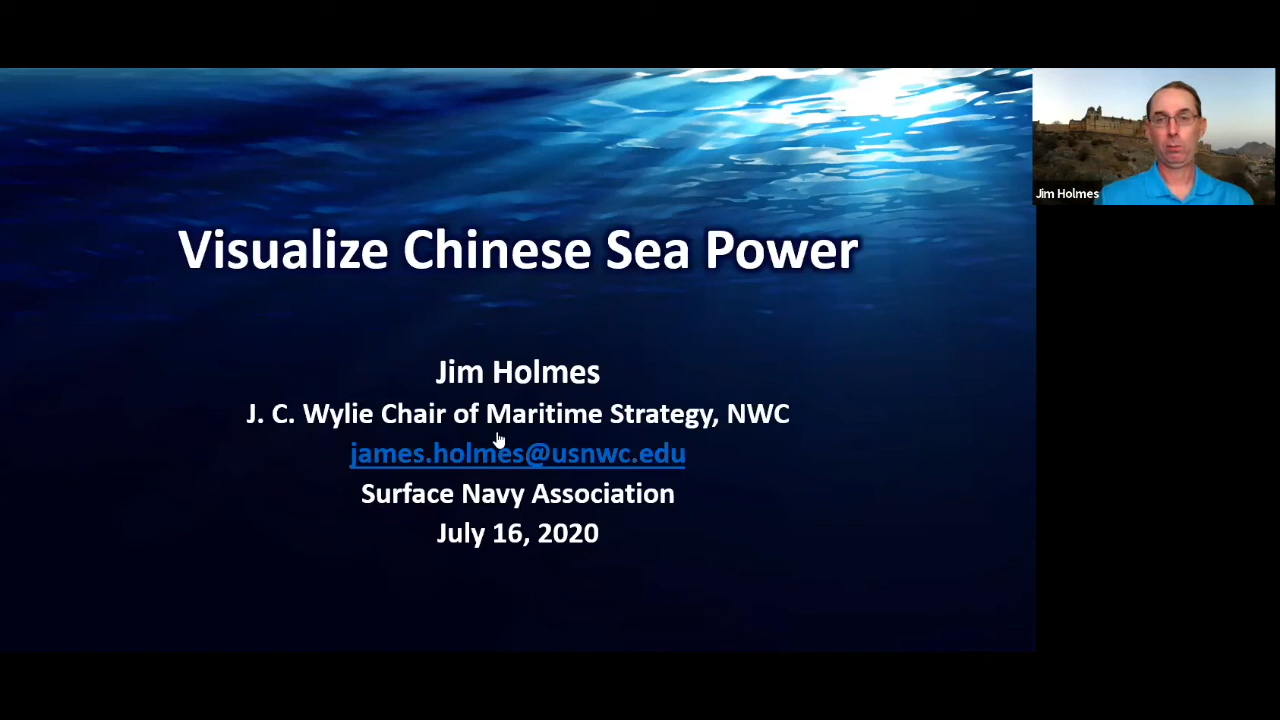 Visualize Chinese Sea Power
Jim Holmes
J. C. Wylie Chair of Maritime Strategy, NWC
james.holmes@usnwc.edu
Surface Navy Association
July 16, 2020
Jim Holmes